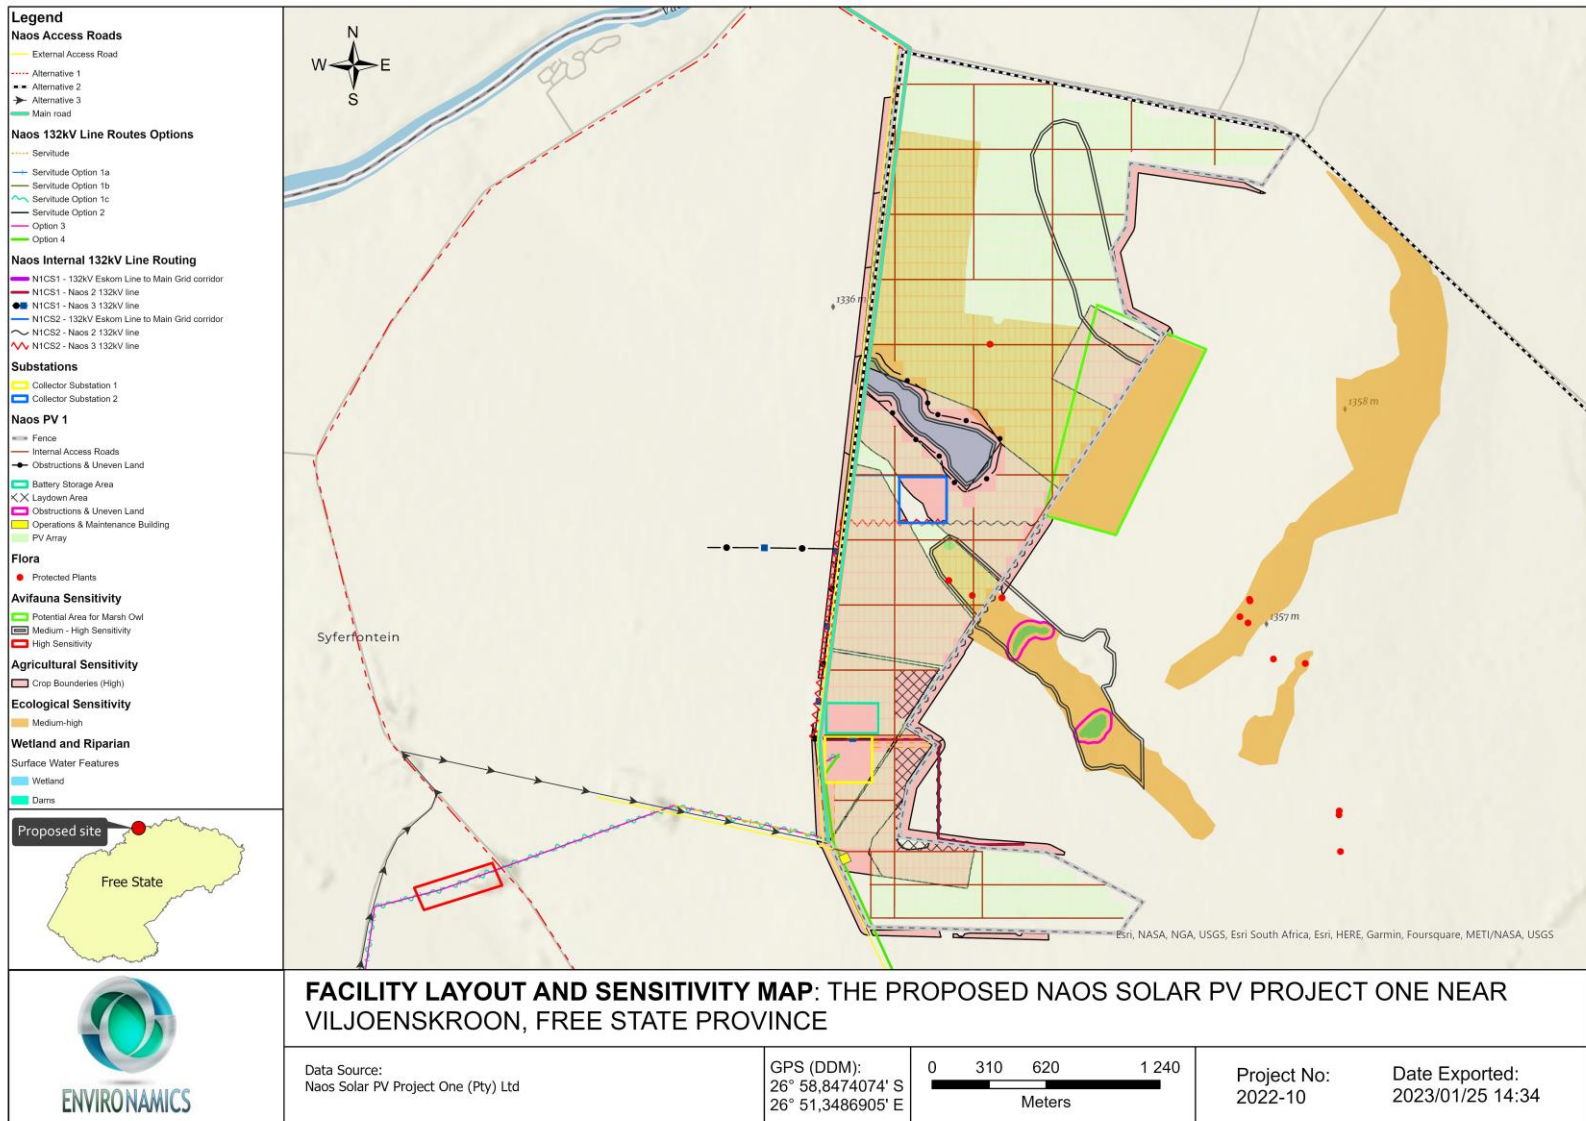 Legend
Naos Access Roads
External Access Road
Alternative 1
Alternative 2
Alternative 3
Main road
Naos 132kV Line Routes Options
Servitude
Servitude Option 1a
Servitude Option 1b
Servitude Option 1c
Servitude Option 2
Option 3
Option 4
Naos Internal 132kV Line Routing
N1CS1 - 132kV Eskom Line to Main Grid corridor
N1CS1 - Naos 2 132kV line
N1CS1 - Naos 3 132kV line
N1CS2 - 132kV Eskom Line to Main Grid corridor
N1CS2 - Naos 2 132kV line
N1CS2 - Naos 3 132kV line
Substations
Collector Substation 1
Collector Substation 2
Naos PV 1
Fence
Internal Access Roads
Obstructions & Uneven Land
Battery Storage Area
Laydown Area
Obstructions & Uneven Land
Operations & Maintenance Building
PV Array
Flora
Protected Plants
Avifauna Sensitivity
Potential Area for Marsh Owl
Medium - High Sensitivity
High Sensitivity
Agricultural Sensitivity
Crop Bounderies (High)
Ecological Sensitivity
Medium-high
Wetland and Riparian
Surface Water Features
Wetland
Dams
Proposed site
Free State
N
W E
S
1336 m
1358 m
1357 m
Syferfontein
Esri, NASA, NGA, USGS, Esri South Africa, Esri, HERE, Garmin, Foursquare, METI/NASA, USGS
ENVIRONAMICS
FACILITY LAYOUT AND SENSITIVITY MAP: THE PROPOSED NAOS SOLAR PV PROJECT ONE NEAR
VILJOENSKROON, FREE STATE PROVINCE
Data Source:
Naos Solar PV Project One (Pty) Ltd
GPS (DDM):
26° 58,8474074' S
26° 51,3486905' E
0 310 620 1 240
Meters
Project No:
2022-10
Date Exported:
2023/01/25 14:34